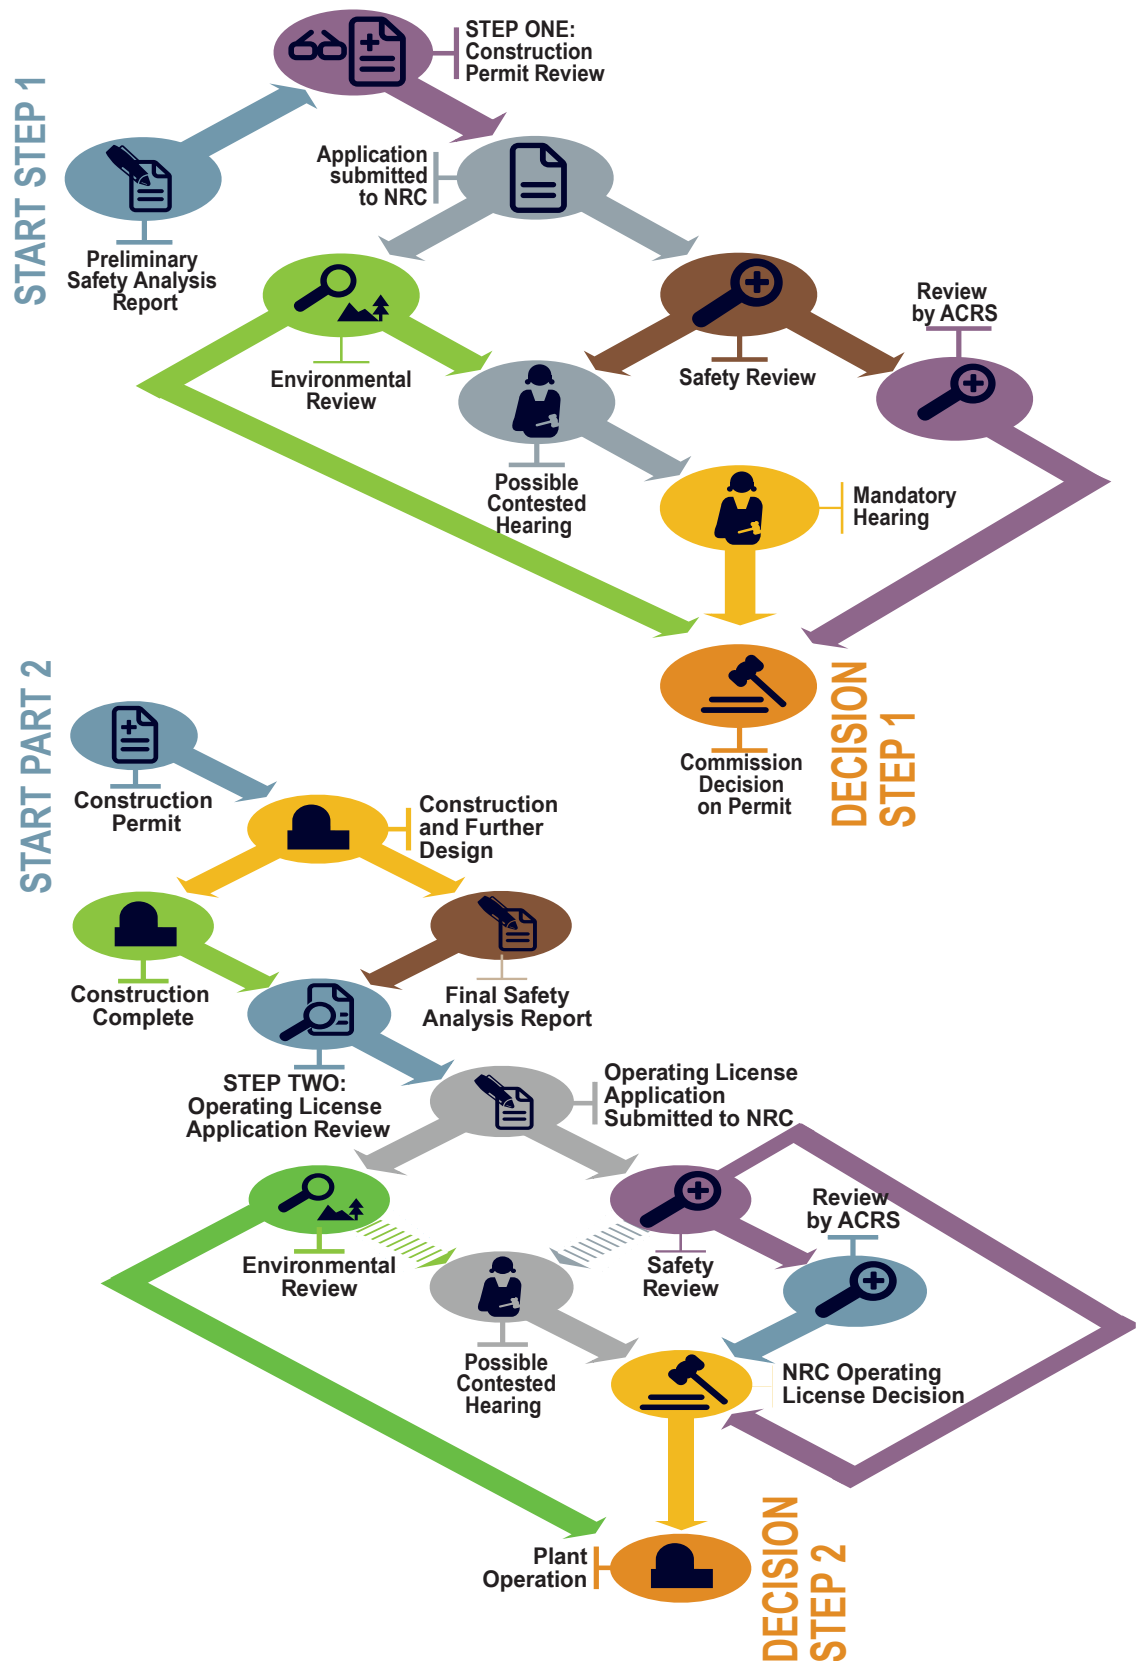 START STEP 1
STEP ONE:
Construction
Permit Review
Application
submitted
to NRC
Preliminary
Safety Analysis
Report
Environmental
Review
Safety Review
Review
by ACRS
Possible
Contested
Hearing
Mandatory
Hearing
Commission
Decision
on Permit
DECISION
STEP 1
START PART 2
Construction
Permit
Construction
and Further
Design
Construction
Complete
Final Safety
Analysis Report
STEP TWO:
Operating License
Application Review
Operating License
Application
Submitted to NRC
Environmental
Review
Safety
Review
Review
by ACRS
Possible
Contested
Hearing
NRC Operating
License Decision
Plant
Operation
DECISION
STEP 2